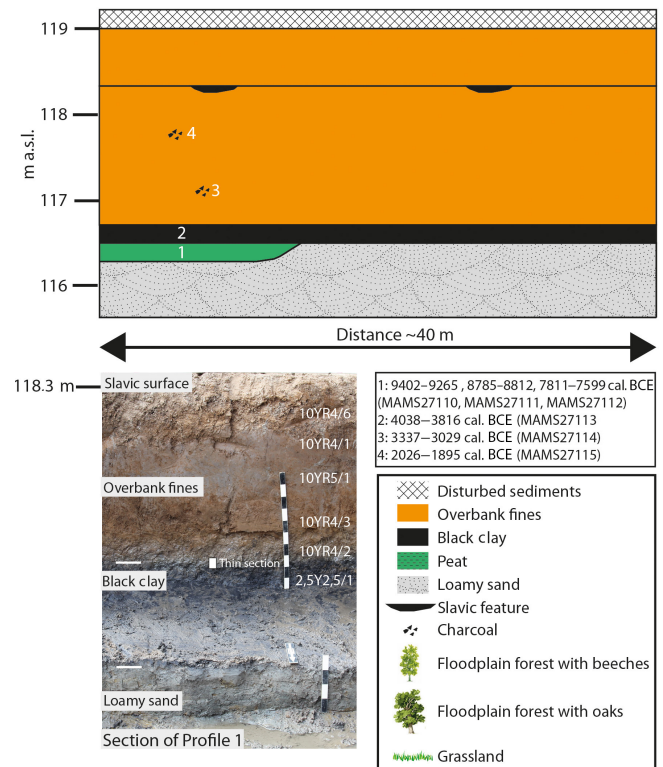 119
118
4
m a.s.l.
3
117
2
1
116
Distance ~40 m
118.3 m
Slavic surface
10YR4/6
10YR4/1
10YR5/1
Overbank fines
10YR4/3
10YR4/2
Thin section
Black clay
2,5Y2,5/1
Loamy sand
Section of Profile 1
1: 9402–9265 , 8785–8812, 7811–7599 cal. BCE
(MAMS27110, MAMS27111, MAMS27112)
2: 4038–3816 cal. BCE (MAMS27113
3: 3337–3029 cal. BCE (MAMS27114)
4: 2026–1895 cal. BCE (MAMS27115)
Disturbed sediments
Overbank fines
Black clay
Peat
Loamy sand
Slavic feature
Charcoal
Floodplain forest with beeches
Floodplain forest with oaks
Grassland